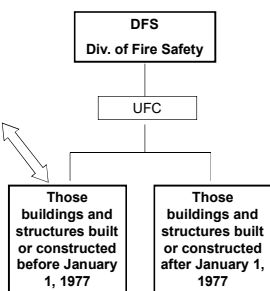 DFS
Div. of Fire Safety
UFC
Those
buildings and
structures built
or constructed
before January
1, 1977
Those
buildings and
structures built
or constructed
after January 1,
1977